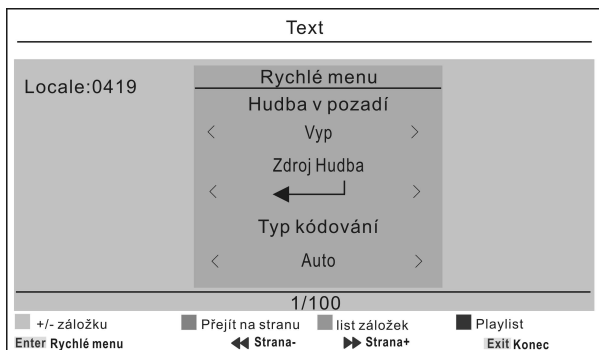 Text
Locale:0419
Rychlé menu
Hudba v pozadí
Vyp
Zdroj Hudba
Typ kódování
Auto
1/100
+/- záložku Přejít na stranu list záložek Playlist
Enter Rychlé menu Strana- Strana+ Exit Konec